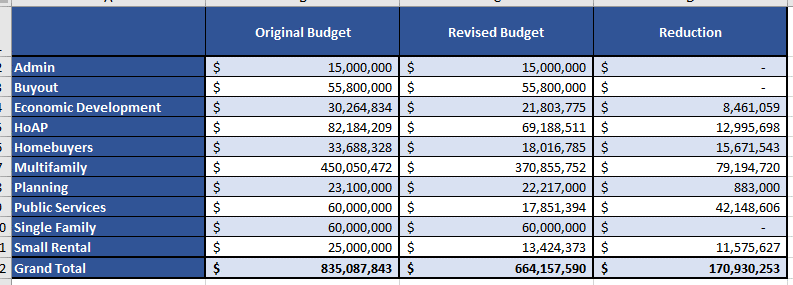 Original Budget Revised Budget Reduction
Admin $ 15,000,000 $ 15,000,000 $ -
Buyout $ 55,800,000 $ 55,800,000 $ -
Economic Development $ 30,264,834 $ 21,803,775 $ 8,461,059
HoAP $ 82,184,209 $ 69,188,511 $ 12,995,698
Homebuyers $ 33,688,328 $ 18,016,785 $ 15,671,543
Multifamily $ 450,050,472 $ 370,855,752 $ 79,194,720
Planning $ 23,100,000 $ 22,217,000 $ 883,000
Public Services $ 60,000,000 $ 17,851,394 $ 42,148,606
Single Family $ 60,000,000 $ 60,000,000 $ -
Small Rental $ 25,000,000 $ 13,424,373 $ 11,575,627
Grand Total $ 835,087,843 $ 664,157,590 $ 170,930,253